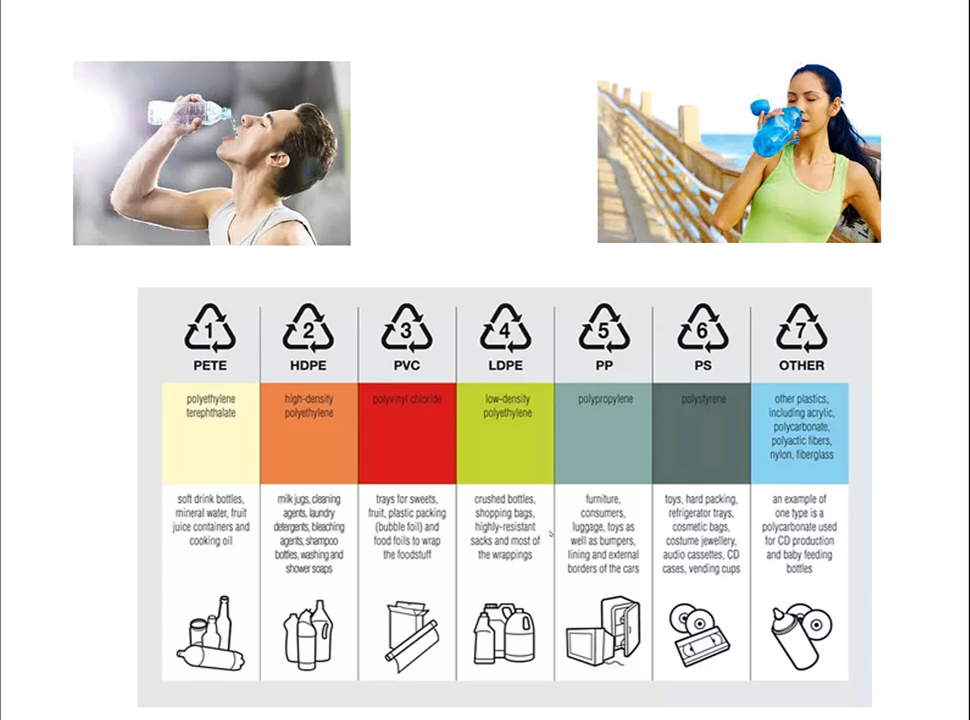 1
PETE
polyethylene
terephthalate
soft drink bottles,
mineral water, fruit
juice containers and
cooking oil
2
HDPE
high-density
polyethylene
milk jugs, cleaning
agents, laundry
detergents, bleaching
agents, shampoo
bottles, washing and
shower soaps
3
PVC
polyvinyl chloride
trays for sweets,
fruit, plastic packing
(bubble foil) and
food foils to wrap
the foodstuff
4
LDPE
low-density
polyethylene
crushed bottles,
shopping bags,
highly-resistant
sacks and most of
the wrappings
5
PP
polypropylene
furniture,
consumers,
luggage, toys as
well as bumpers,
lining and external
borders of the cars
6
PS
polystyrene
toys, hard packing,
refrigerator trays,
cosmetic bags,
costume jewellery,
audio cassettes, CD
cases, vending cups
7
OTHER
other plastics,
including acrylic,
polycarbonate,
polyactic fibers,
nylon, fiberglass
an example of
one type is a
polycarbonate used
for CD production
and baby feeding
bottles